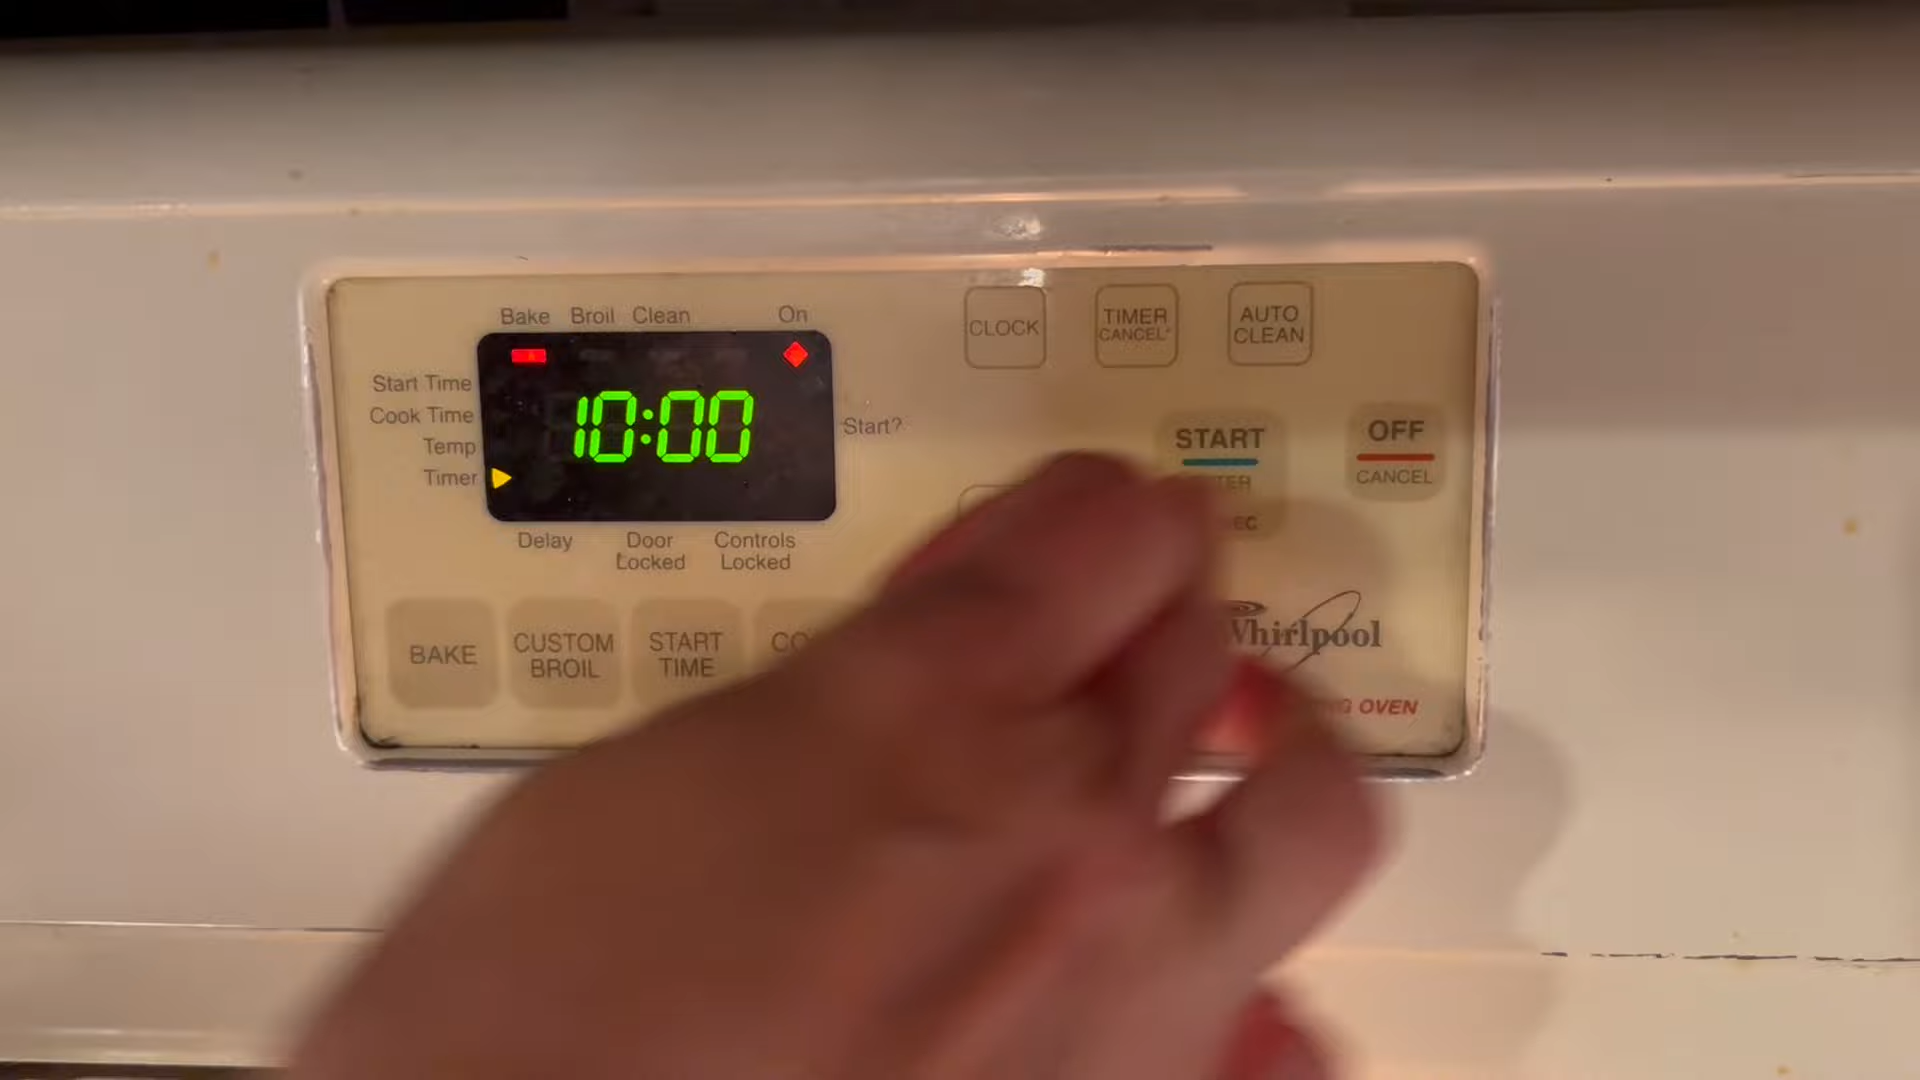 Bake Broil Clean On
Start Time
Cook Time
Temp
Timer
10:00
Start?
Delay
Door
Locked
Controls
Locked
BAKE
CUSTOM
BROIL
START
TIME
CLOCK
TIMER
CANCEL*
AUTO
CLEAN
START
OFF
CANCEL
Whirlpool
OVEN